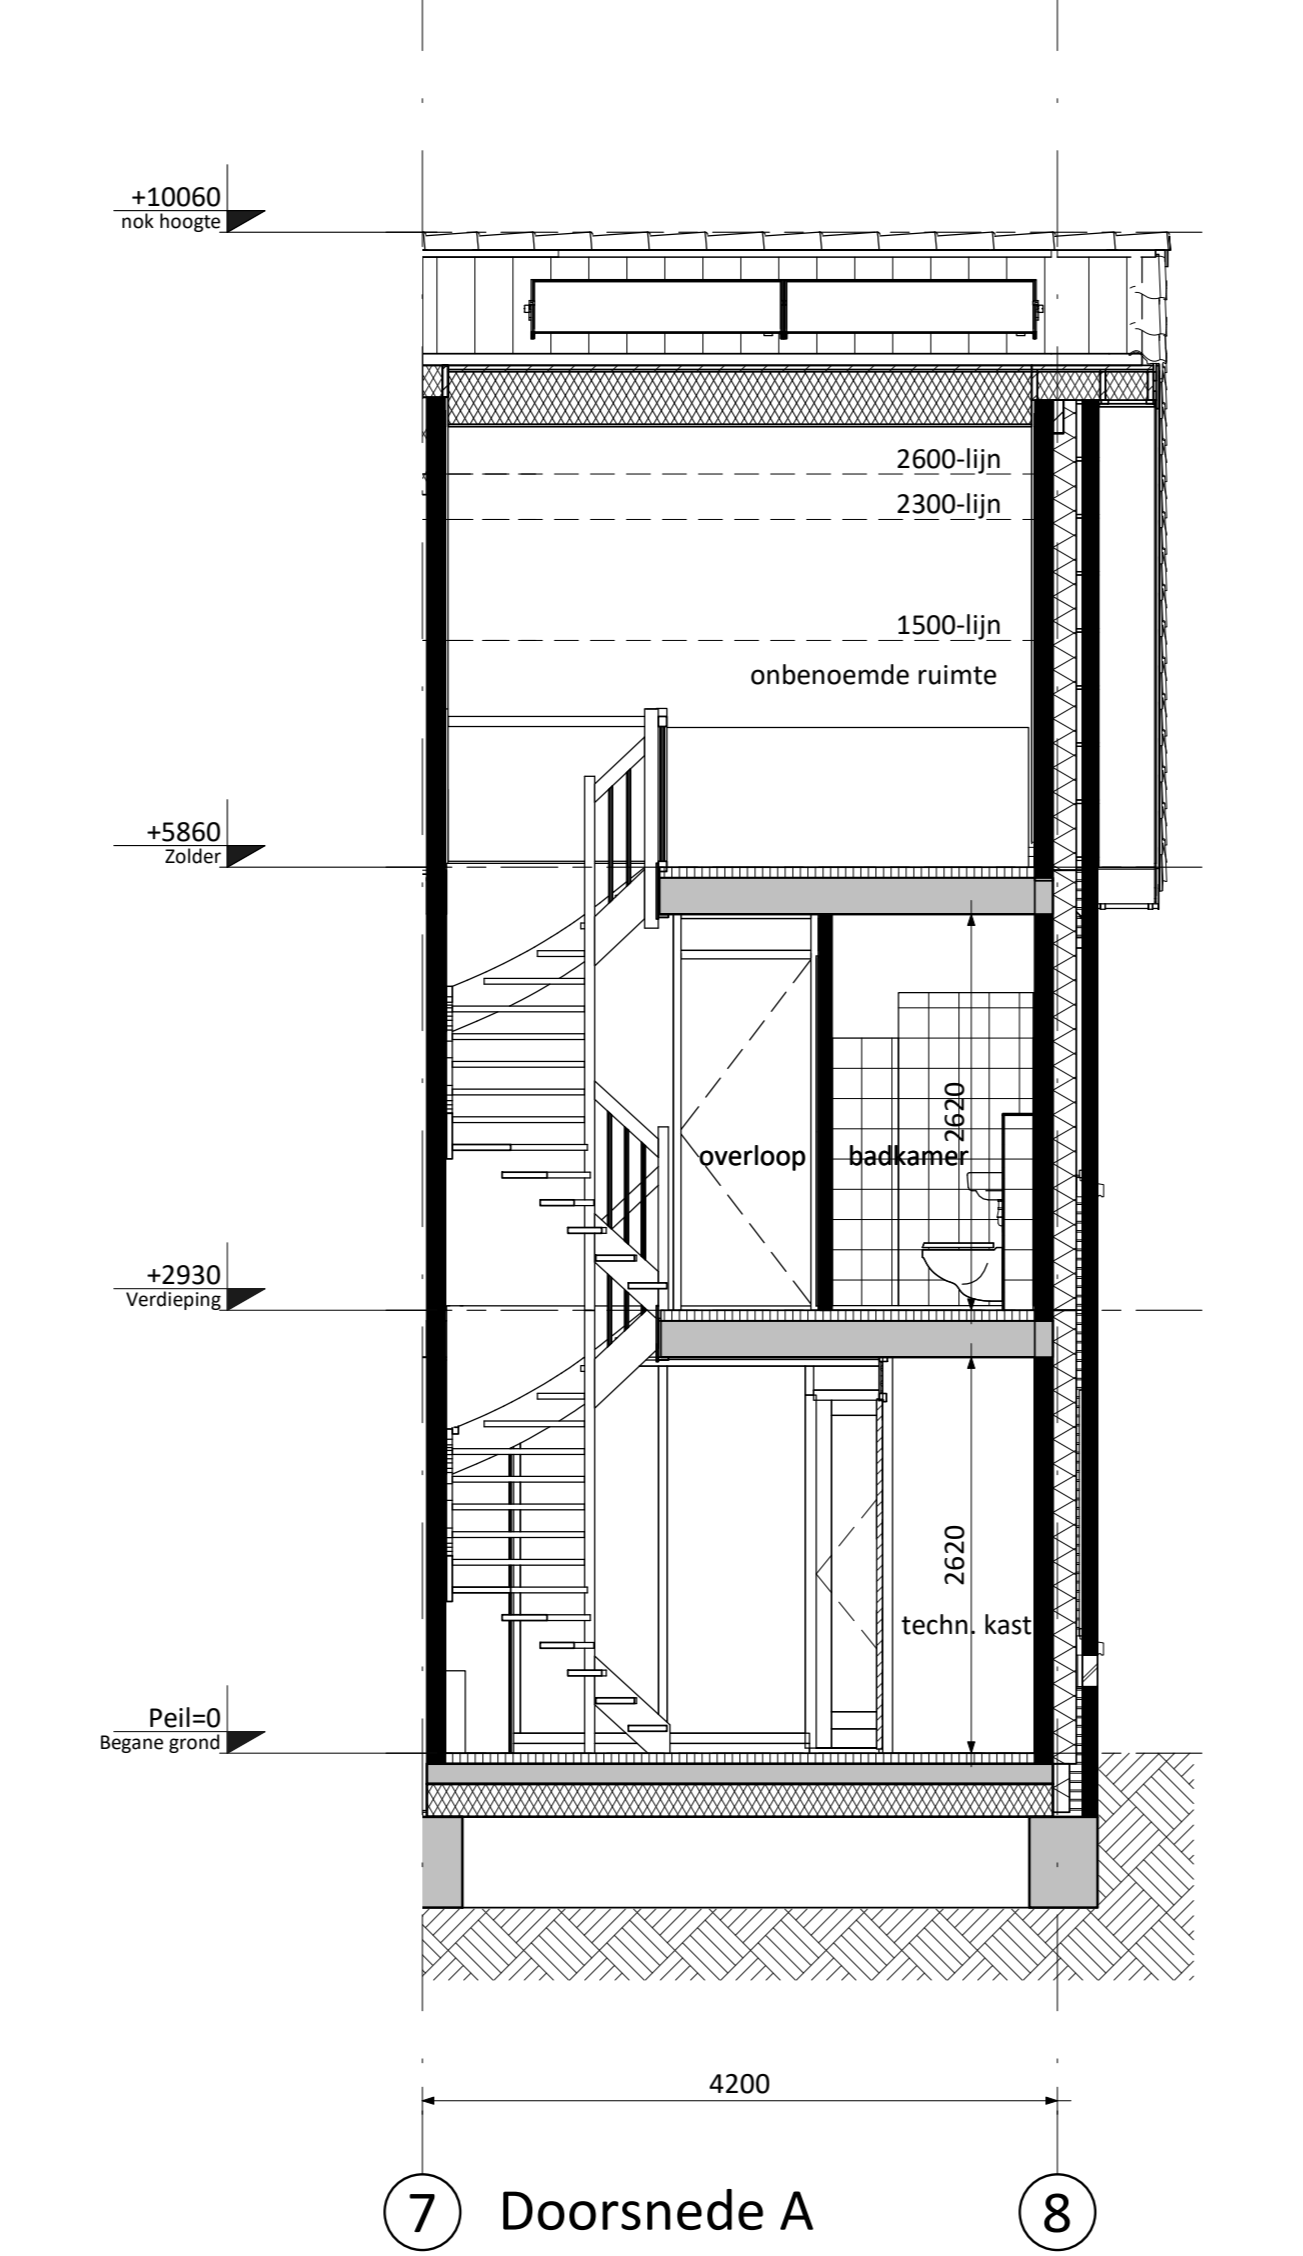 +10060
nok hoogte
2600-lijn
2300-lijn
1500-lijn
onbenoemde ruimte
+5860
Zolder
2620
overloop
badkamer
+2930
Verdieping
2620
techn. kast
Peil=0
Begane grond
4200
7
Doorsnede A
8